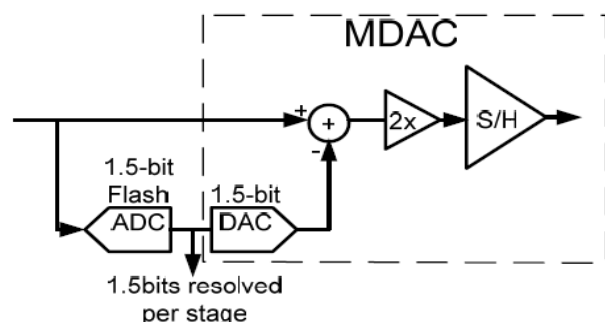 MDAC
+
+
-
2x
S/H
1.5-bit
Flash
ADC
1.5-bit
DAC
1.5bits resolved
per stage